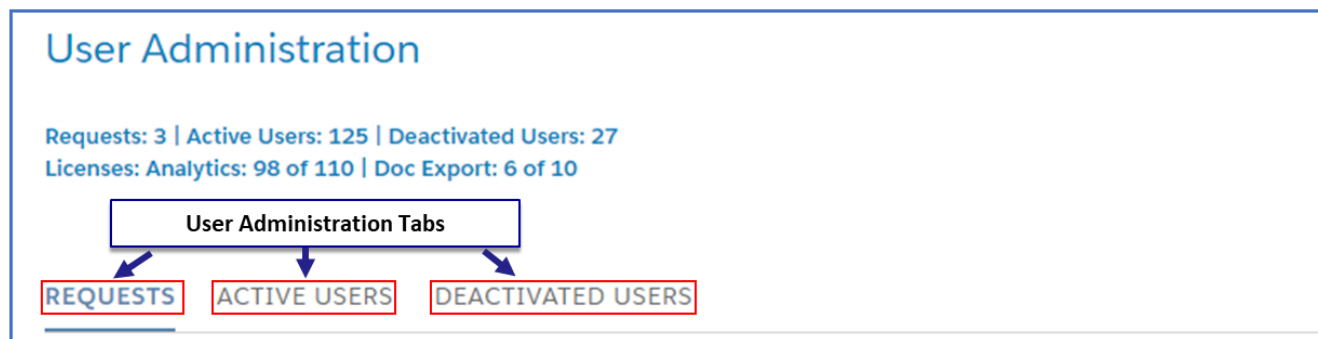 User Administration
Requests: 3 | Active Users: 125 | Deactivated Users: 27
Licenses: Analytics: 98 of 110 | Doc Export: 6 of 10
User Administration Tabs
REQUESTS ACTIVE USERS DEACTIVATED USERS